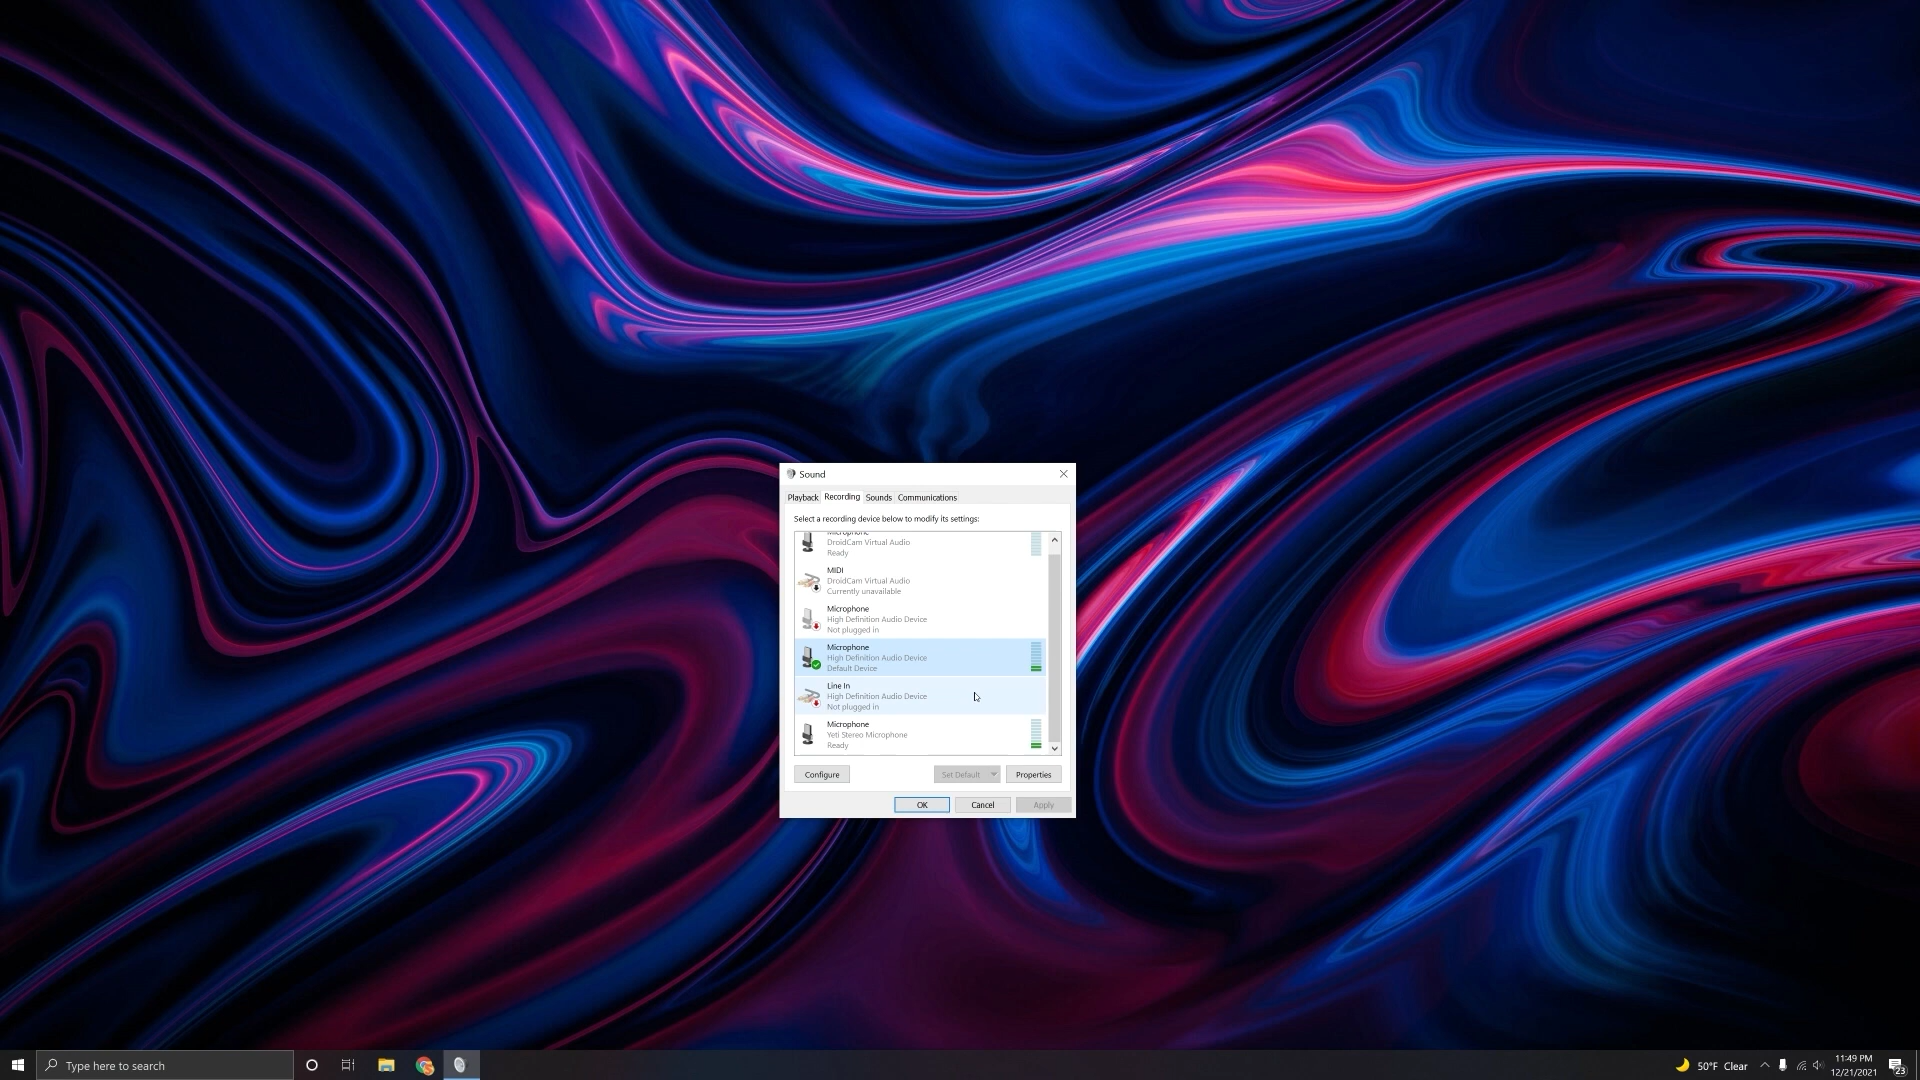 Sound
Playback Recording Sounds Communications
Select a recording device below to modify its settings:
Microphone
DroidCam Virtual Audio
Ready
MIDI
DroidCam Virtual Audio
Currently unavailable
Microphone
High Definition Audio Device
Not plugged in
Microphone
High Definition Audio Device
Default Device
Line In
High Definition Audio Device
Not plugged in
Microphone
Yeti Stereo Microphone
Ready
Configure Set Default Properties
OK Cancel Apply
Type here to search
50°F Clear
11:49 PM
12/21/2021
23